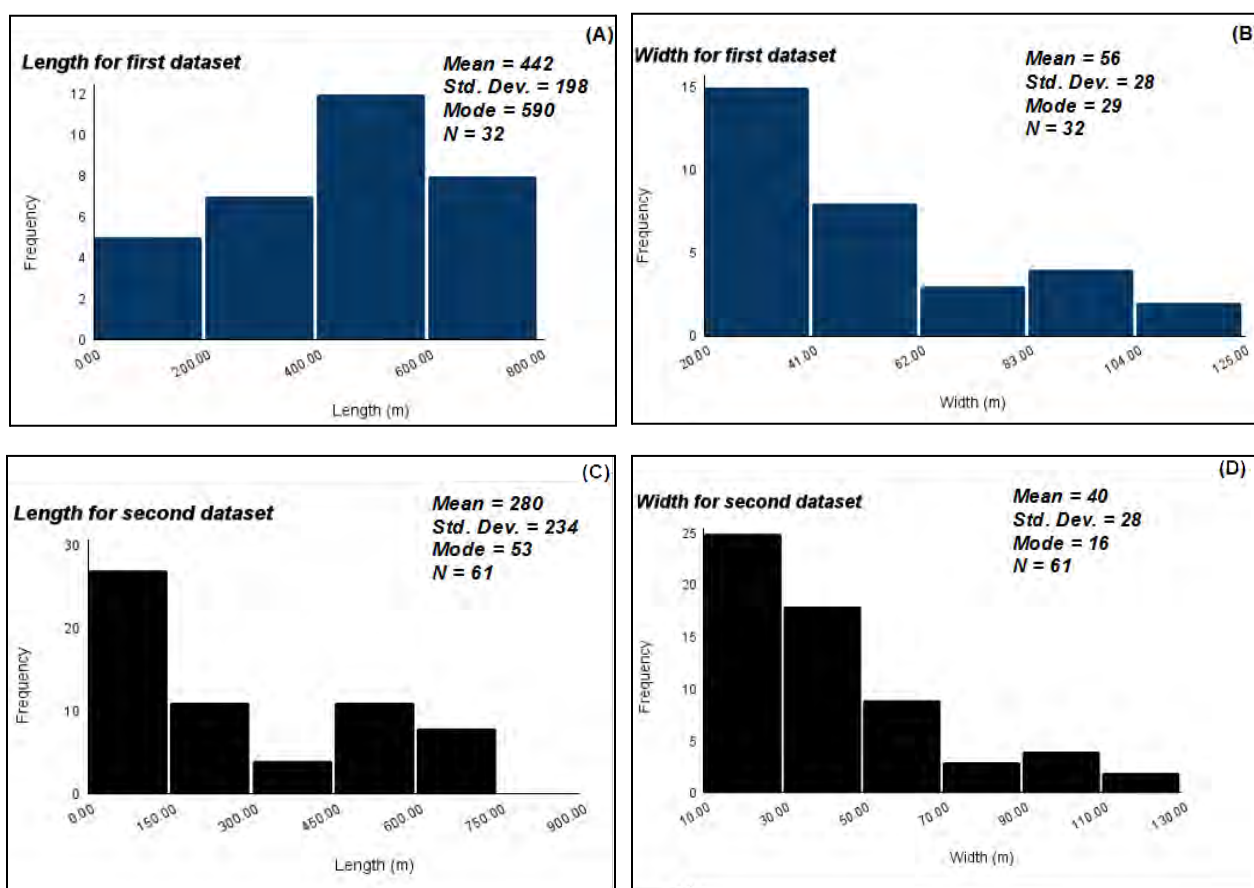 (A)
Length for first dataset
Mean = 442
Std. Dev. = 198
Mode = 590
N = 32
12
10
8
6
4
2
0
Frequency
0.00 200.00 400.00 600.00 800.00
Length (m)
(B)
Width for first dataset
Mean = 56
Std. Dev. = 28
Mode = 29
N = 32
15
10
5
0
Frequency
20.00 41.00 62.00 83.00 104.00 125.00
Width (m)
(C)
Length for second dataset
Mean = 280
Std. Dev. = 234
Mode = 53
N = 61
30
20
10
0
Frequency
0.00 150.00 300.00 450.00 600.00 750.00 900.00
Length (m)
(D)
Width for second dataset
Mean = 40
Std. Dev. = 28
Mode = 16
N = 61
25
20
15
10
5
0
Frequency
10.00 30.00 50.00 70.00 90.00 110.00 130.00
Width (m)